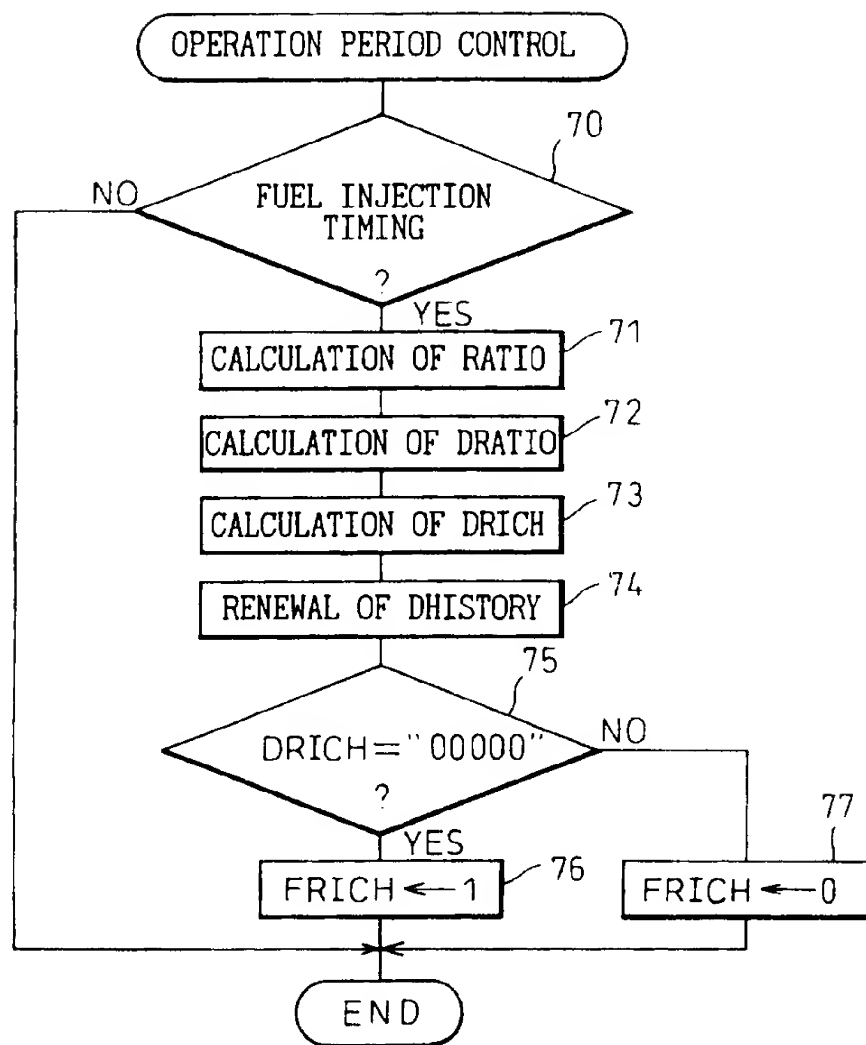 OPERATION PERIOD CONTROL
70
NO
FUEL INJECTION
TIMING
?
YES
71
CALCULATION OF RATIO
72
CALCULATION OF DRATIO
73
CALCULATION OF DRICH
74
RENEWAL OF DHISTORY
75
DRICH="00000"
NO
?
YES
76
77
FRICH ←1
FRICH ←0
END